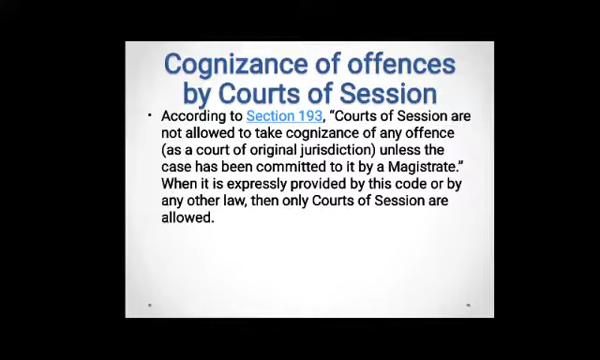 Cognizance of offences
by Courts of Session
• According to Section 193, “Courts of Session are
not allowed to take cognizance of any offence
(as a court of original jurisdiction) unless the
case has been committed to it by a Magistrate.”
When it is expressly provided by this code or by
any other law, then only Courts of Session are
allowed.